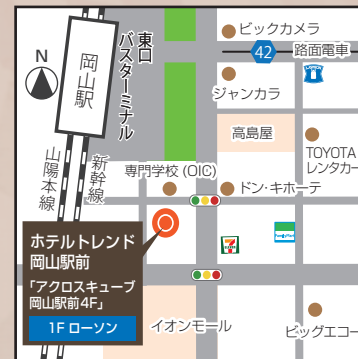 N
岡山駅
東口
バスターミナル
ビックカメラ
42
路面電車
LAWSON
ジャンカラ
高島屋
TOYOTA
レンタカー
山陽本線
新幹線
専門学校 (OIC)
ドン・キホーテ
ホテルトレンド
岡山駅前
「アクロスキューブ
岡山駅前4F」
1F ローソン
7
ELEVEN
FamilyMart
イオンモール
ビッグエコー